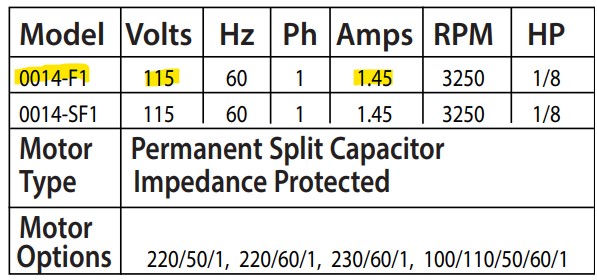 Model Volts Hz Ph Amps RPM HP
0014-F1 115 60 1 1.45 3250 1/8
0014-SF1 115 60 1 1.45 3250 1/8
Motor Type Permanent Split Capacitor
Impedance Protected
Motor Options 220/50/1, 220/60/1, 230/60/1, 100/110/50/60/1